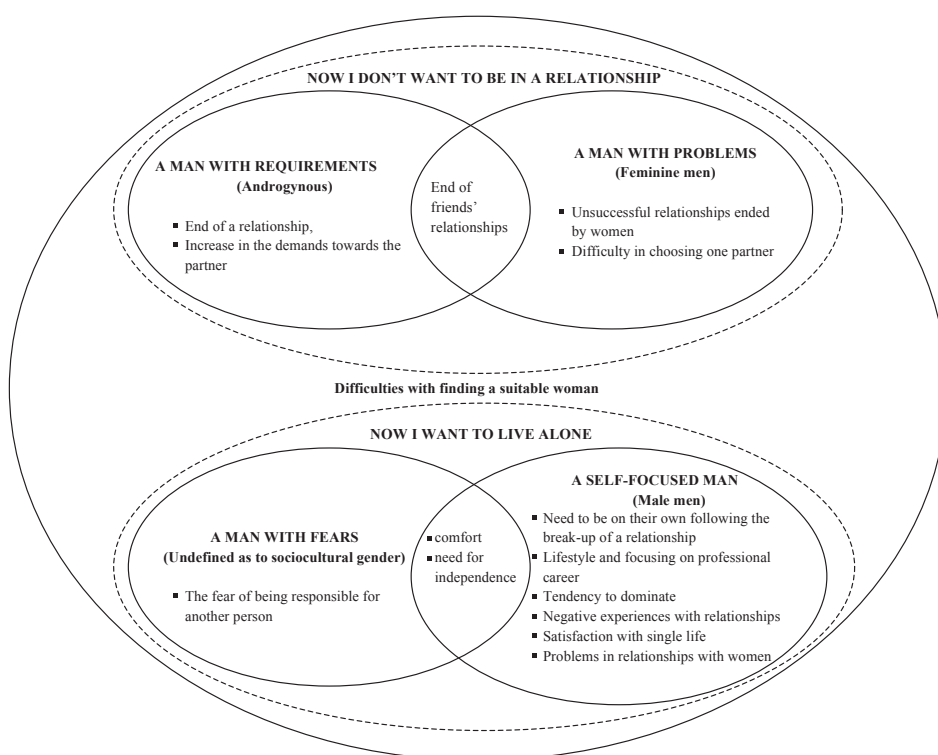 NOW I DON'T WANT TO BE IN A RELATIONSHIP
A MAN WITH REQUIREMENTS
(Androgynous)
▪ End of a relationship,
▪ Increase in the demands towards the
partner
End of
friends'
relationships
A MAN WITH PROBLEMS
(Feminine men)
▪ Unsuccessful relationships ended
by women
▪ Difficulty in choosing one partner
Difficulties with finding a suitable woman
NOW I WANT TO LIVE ALONE
A MAN WITH FEARS
(Undefined as to sociocultural gender)
▪ The fear of being responsible for
another person
▪ comfort
▪ need for
independence
A SELF-FOCUSED MAN
(Male men)
▪ Need to be on their own following the
break-up of a relationship
▪ Lifestyle and focusing on professional
career
▪ Tendency to dominate
▪ Negative experiences with relationships
▪ Satisfaction with single life
▪ Problems in relationships with women